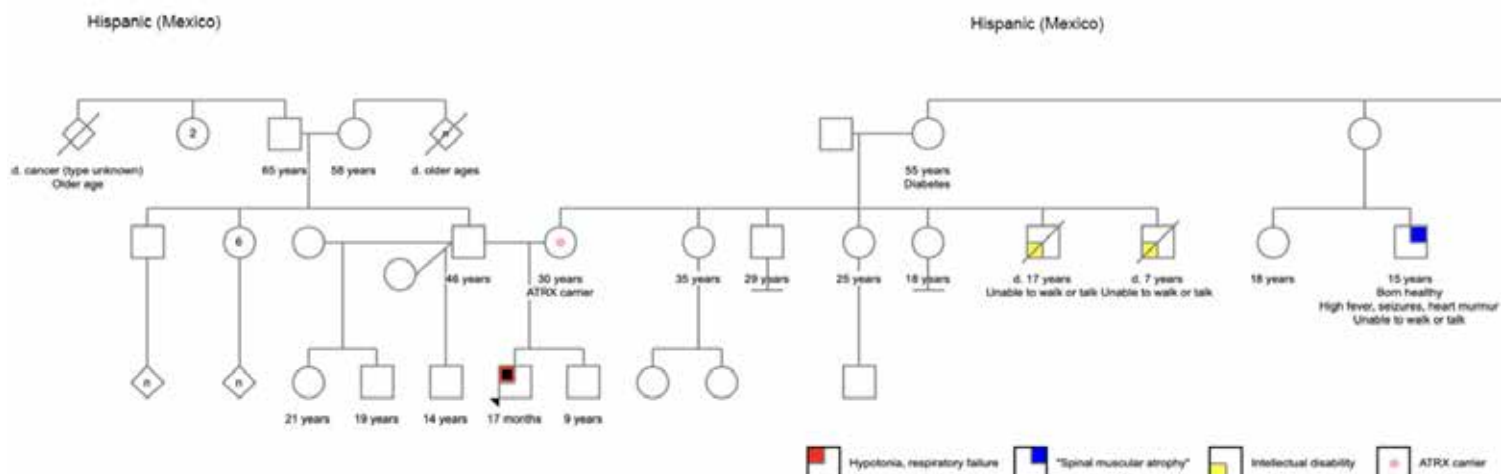 Hispanic (Mexico)
Hispanic (Mexico)
2
n
d. cancer (type unknown)
Older age
65 years
58 years
d. older ages
55 years
Diabetes
6
46 years
30 years
ATRX carrier
35 years
29 years
25 years
18 years
d. 17 years
Unable to walk or talk
d. 7 years
Unable to walk or talk
18 years
15 years
Born healthy
High fever, seizures, heart murmur
Unable to walk or talk
n
n
21 years
19 years
14 years
17 months
9 years
Hypotonia, respiratory failure
"Spinal muscular atrophy"
Intellectual disability
ATRX carrier